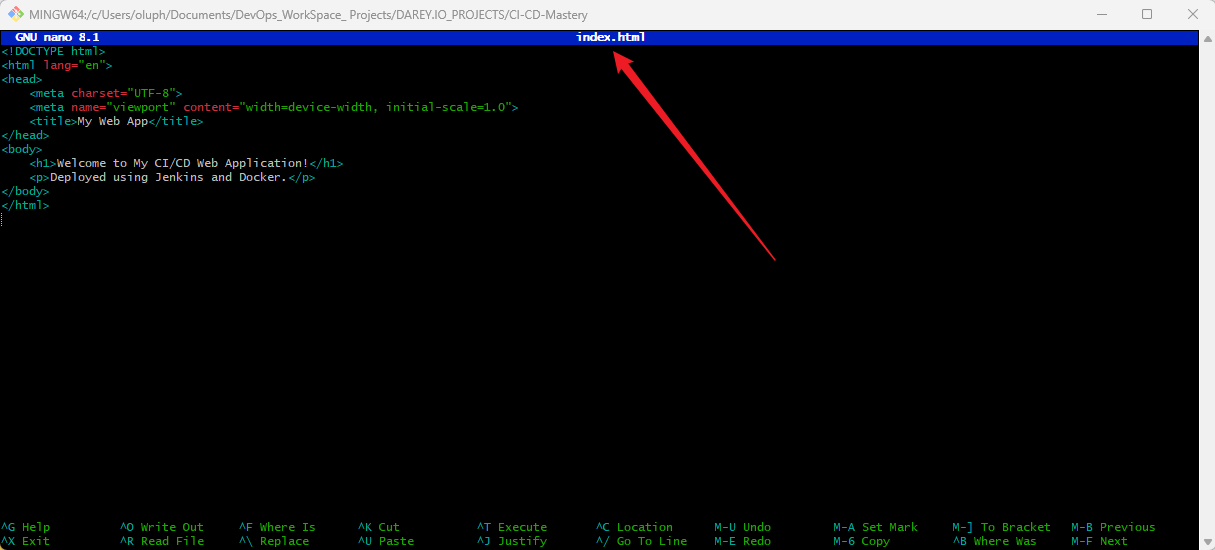 MINGW64:/c/Users/oluph/Documents/DevOps_WorkSpace_ Projects/DAREY.IO_PROJECTS/CI-CD-Mastery
GNU nano 8.1 index.html
<!DOCTYPE html>
<html lang="en">
<head>
    <meta charset="UTF-8">
    <meta name="viewport" content="width=device-width, initial-scale=1.0">
    <title>My Web App</title>
</head>
<body>
    <h1>Welcome to My CI/CD Web Application!</h1>
    <p>Deployed using Jenkins and Docker.</p>
</body>
</html>
^G Help ^O Write Out ^F Where Is ^K Cut ^T Execute ^C Location M-U Undo M-A Set Mark M-] To Bracket M-B Previous
^X Exit ^R Read File ^\ Replace ^U Paste ^J Justify ^/ Go To Line M-E Redo M-6 Copy ^B Where Was M-F Next